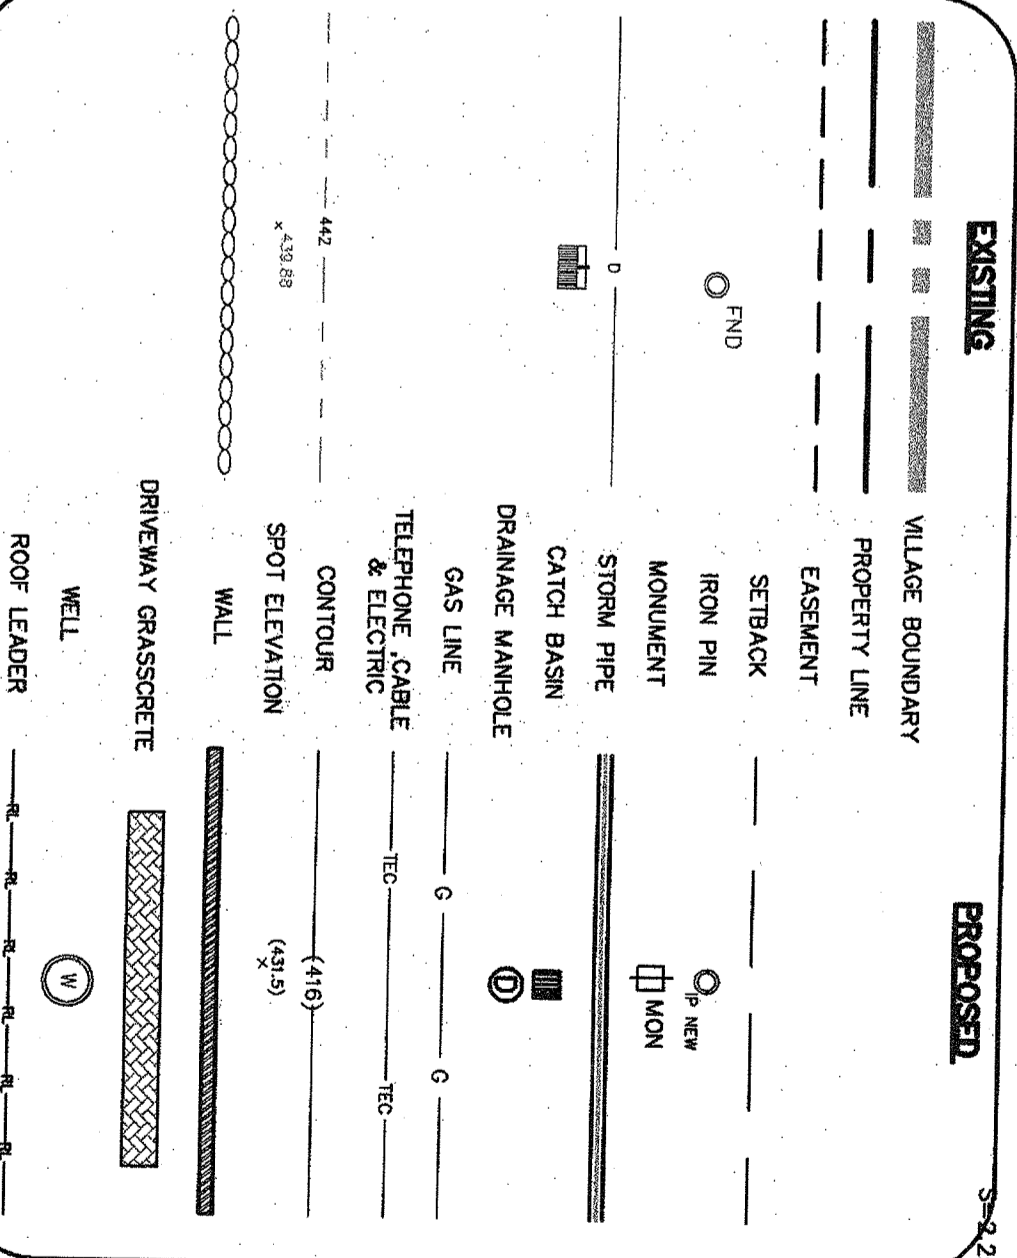 EXISTING
PROPOSED
S=2.2
VILLAGE BOUNDARY
PROPERTY LINE
EASEMENT
SETBACK
FND
IRON PIN
IP NEW
MONUMENT
MON
D
STORM PIPE
CATCH BASIN
DRAINAGE MANHOLE
D
GAS LINE
G
G
TELEPHONE ,CABLE
& ELECTRIC
TEC
TEC
442
CONTOUR
(416)
439.88
SPOT ELEVATION
(431.5)
WALL
DRIVEWAY GRASSCRETE
WELL
W
ROOF LEADER
RL
RL
RL
RL
RL
RL